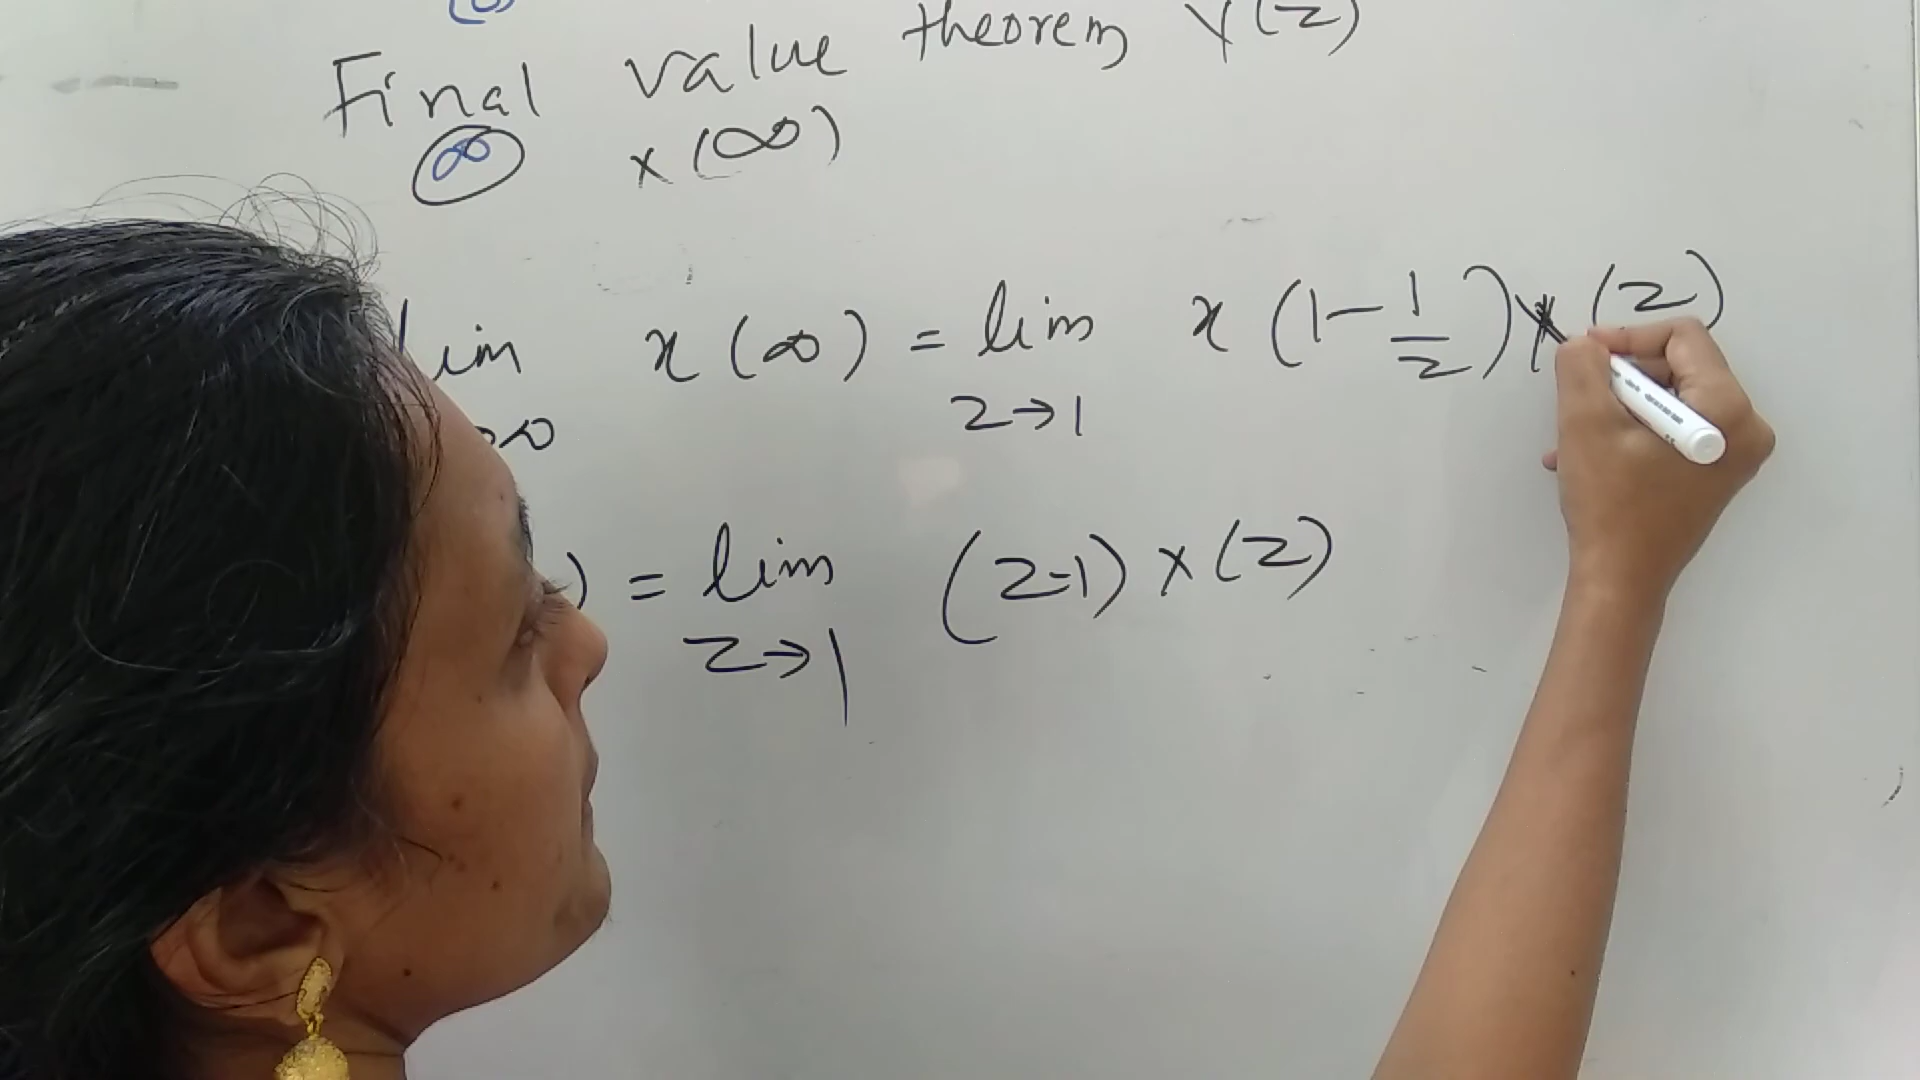 Final value theorem X(z)
∞ x(∞)
lim x(∞) = lim x(1-1/z)X(z)
∞ z→1
) = lim (z-1)x(z)
z→1